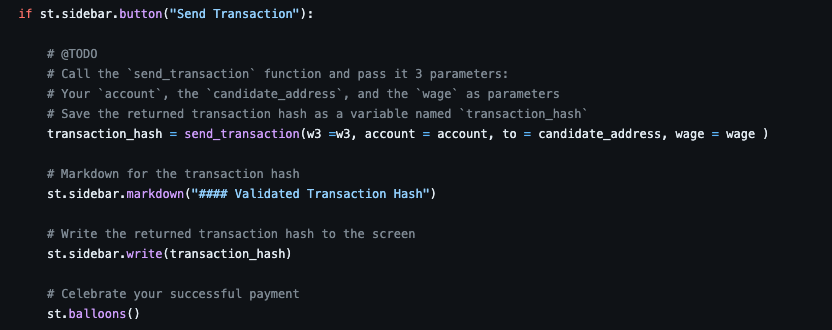 if st.sidebar.button("Send Transaction"):
# @TODO
# Call the `send_transaction` function and pass it 3 parameters:
# Your `account`, the `candidate_address`, and the `wage` as parameters
# Save the returned transaction hash as a variable named `transaction_hash`
transaction_hash = send_transaction(w3 =w3, account = account, to = candidate_address, wage = wage )
# Markdown for the transaction hash
st.sidebar.markdown("#### Validated Transaction Hash")
# Write the returned transaction hash to the screen
st.sidebar.write(transaction_hash)
# Celebrate your successful payment
st.balloons()